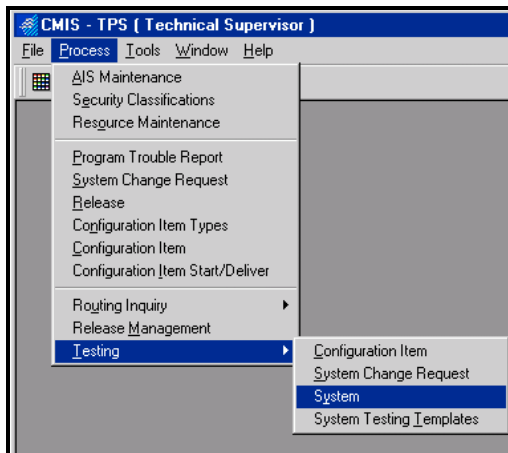 CMIS - TPS ( Technical Supervisor )
File Process Tools Window Help
AIS Maintenance
Security Classifications
Resource Maintenance
Program Trouble Report
System Change Request
Release
Configuration Item Types
Configuration Item
Configuration Item Start/Deliver
Routing Inquiry
Release Management
Testing
Configuration Item
System Change Request
System
System Testing Templates